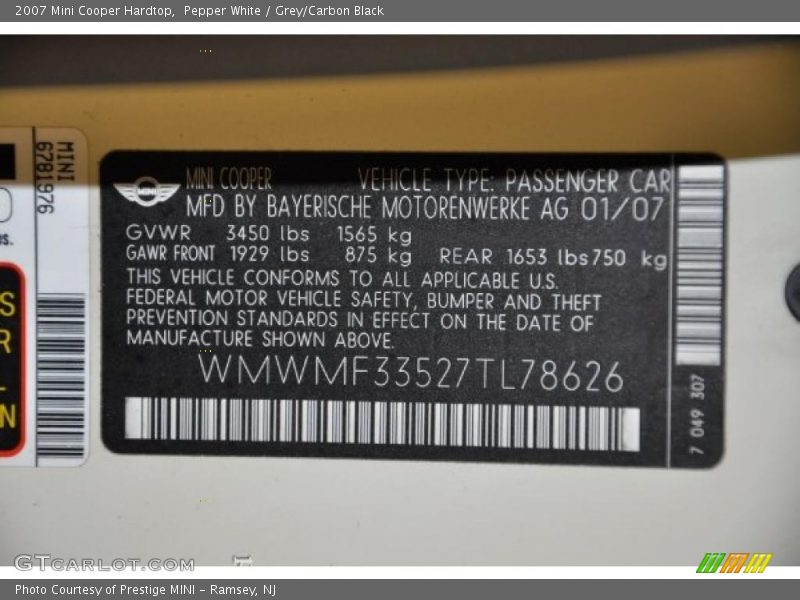 2007 Mini Cooper Hardtop,  Pepper White / Grey/Carbon Black
MINI
6781976
S
R
N
MINI
MINI COOPER VEHICLE TYPE: PASSENGER CAR
MFD BY BAYERISCHE MOTORENWERKE AG 01/07
GVWR 3450 lbs 1565 kg
GAWR FRONT 1929 lbs 875 kg REAR 1653 lbs 750 kg
THIS VEHICLE CONFORMS TO ALL APPLICABLE U.S.
FEDERAL MOTOR VEHICLE SAFETY, BUMPER AND THEFT
PREVENTION STANDARDS IN EFFECT ON THE DATE OF
MANUFACTURE SHOWN ABOVE.
WMWMF33527TL78626
7 049 307
GTCARLOT.COM
Photo Courtesy of Prestige MINI - Ramsey, NJ